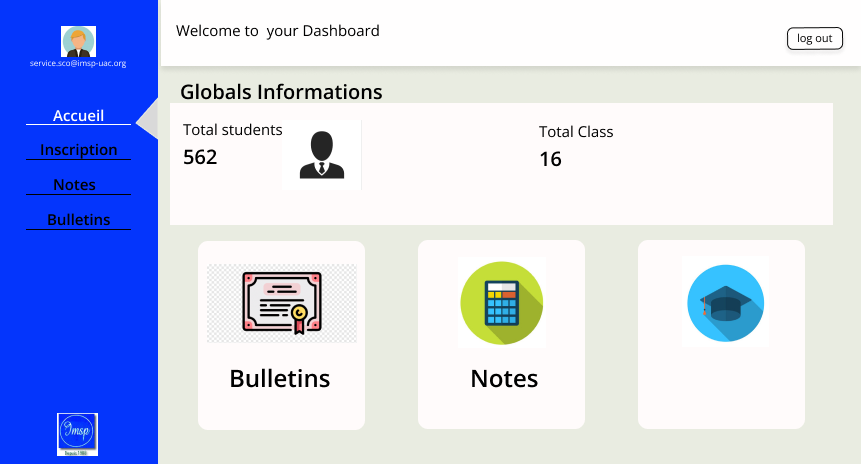 Welcome to your Dashboard
log out
service.sco@imsp-uac.org
Accueil
Inscription
Notes
Bulletins
Globals Informations
Total students
562
Total Class
16
Bulletins
Notes
Imsp
Depuis 1988